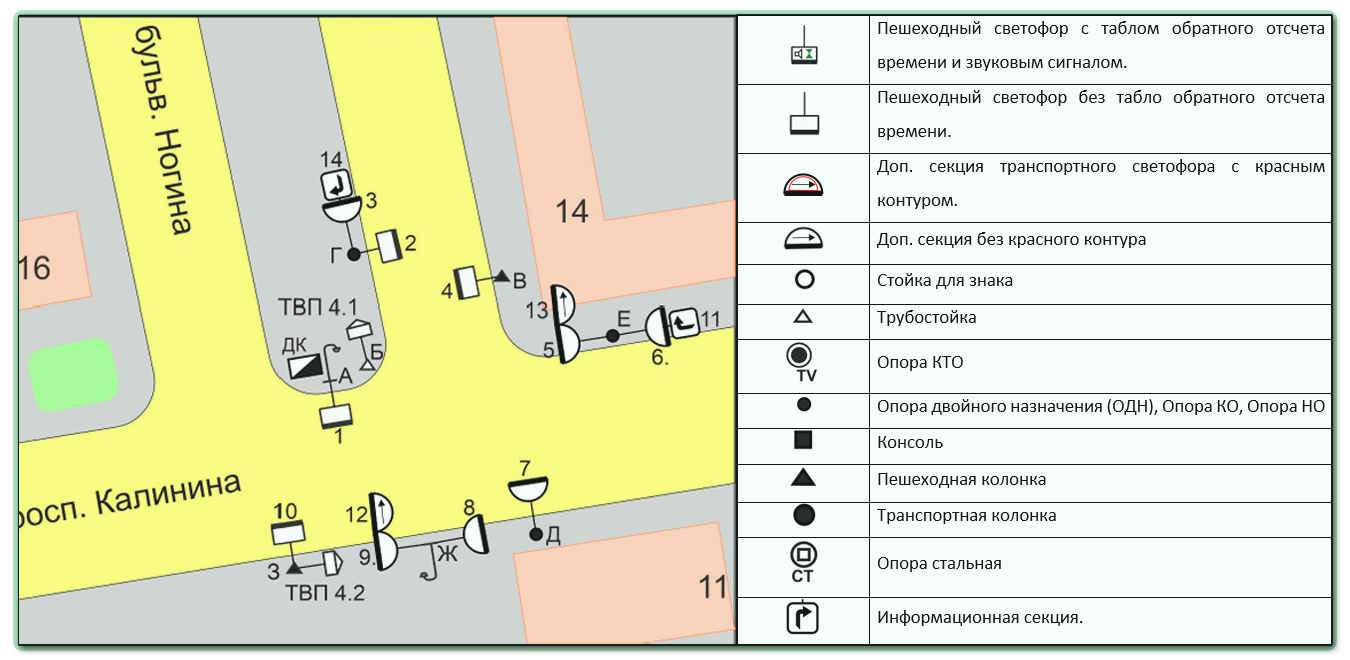 бульв. Ногина
14
3
Г
2
4
В
14
16
ТВП 4.1
13
Е
11
5
6.
ДК
Б
А
1
росп. Калинина
7
10
12
8
9.
Ж
Д
З
ТВП 4.2
11
Пешеходный светофор с таблом обратного отсчета
времени и звуковым сигналом.
Пешеходный светофор без табло обратного отсчета
времени.
Доп. секция транспортного светофора с красным
контуром.
Доп. секция без красного контура
Стойка для знака
Трубостойка
TV
Опора КТО
Опора двойного назначения (ОДН), Опора КО, Опора НО
Консоль
Пешеходная колонка
Транспортная колонка
СТ
Опора стальная
Информационная секция.